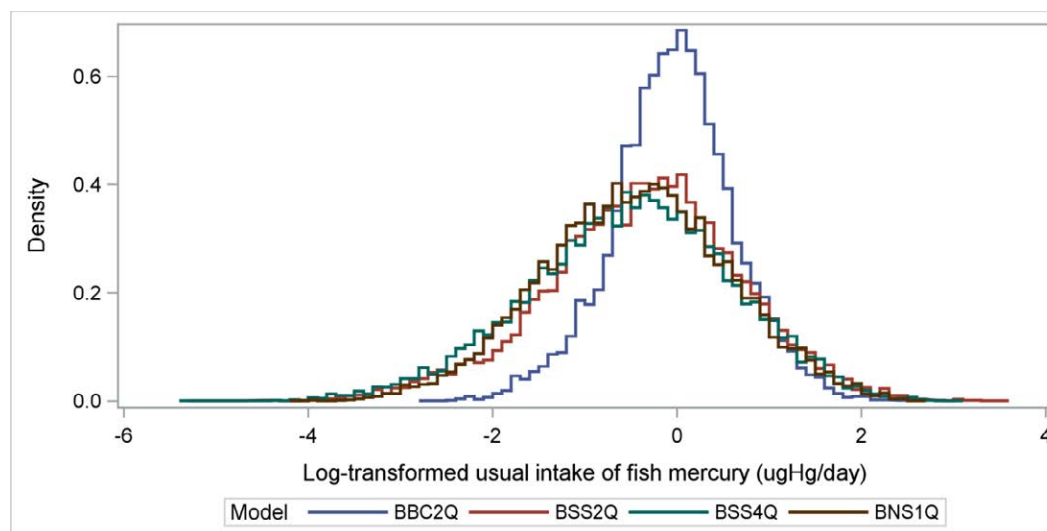 0.6
0.4
0.2
0.0
Density
-6 -4 -2 0 2 4
Log-transformed usual intake of fish mercury (ugHg/day)
Model BBC2Q BSS2Q BSS4Q BNS1Q